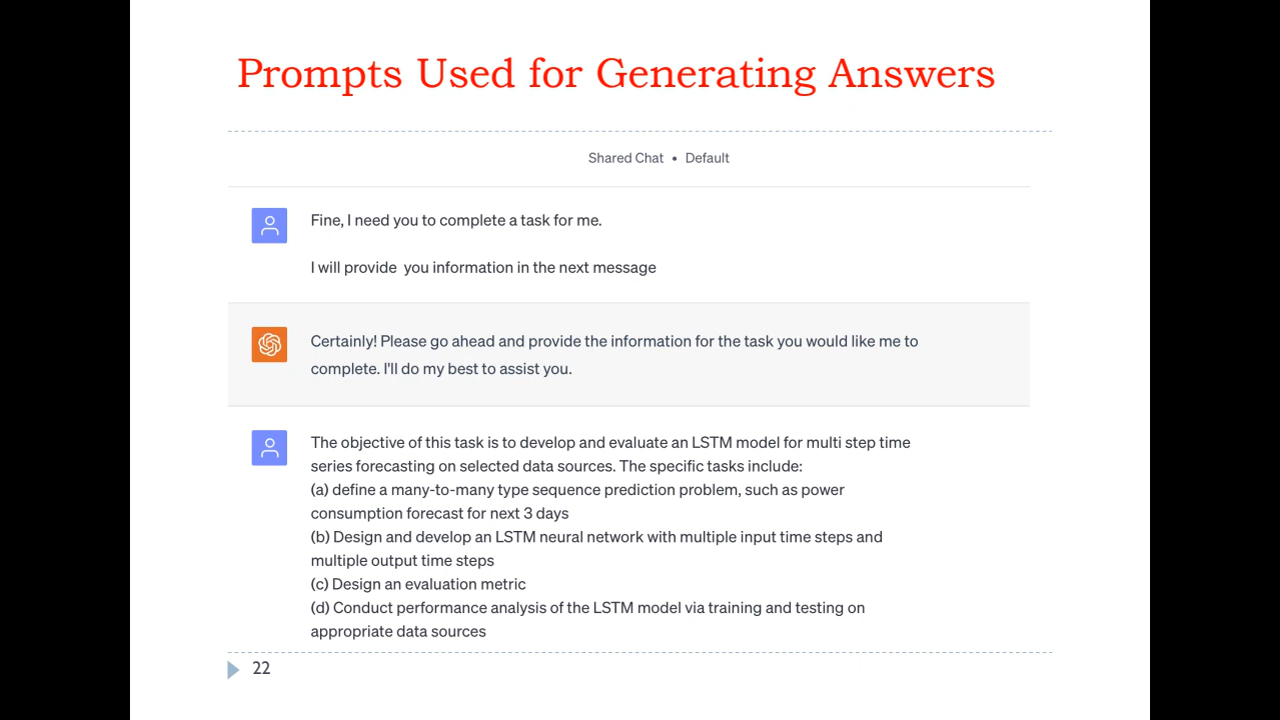 Prompts Used for Generating Answers
Shared Chat • Default
Fine, I need you to complete a task for me.
I will provide  you information in the next message
Certainly! Please go ahead and provide the information for the task you would like me to
complete. I'll do my best to assist you.
The objective of this task is to develop and evaluate an LSTM model for multi step time
series forecasting on selected data sources. The specific tasks include:
(a) define a many-to-many type sequence prediction problem, such as power
consumption forecast for next 3 days
(b) Design and develop an LSTM neural network with multiple input time steps and
multiple output time steps
(c) Design an evaluation metric
(d) Conduct performance analysis of the LSTM model via training and testing on
appropriate data sources
22